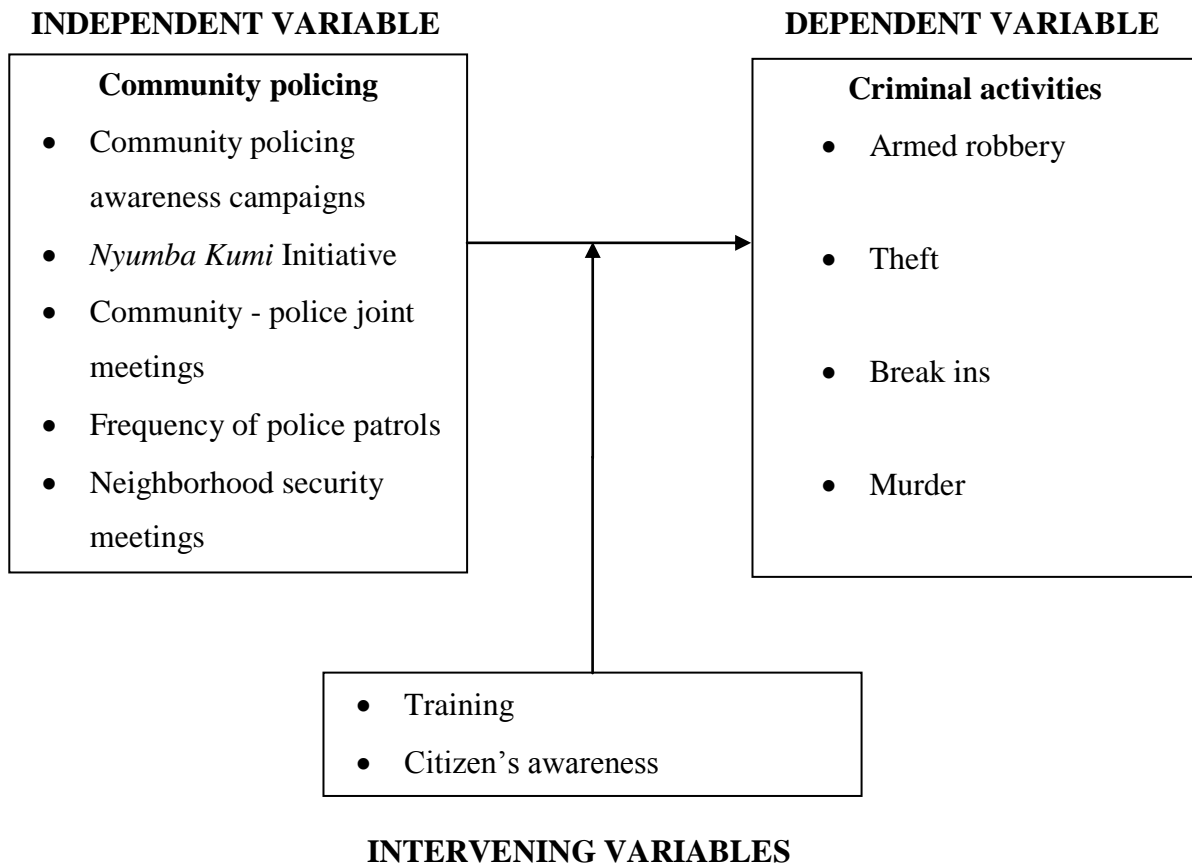 INDEPENDENT VARIABLE
Community policing
• Community policing
awareness campaigns
• Nyumba Kumi Initiative
• Community - police joint
meetings
• Frequency of police patrols
• Neighborhood security
meetings
DEPENDENT VARIABLE
Criminal activities
• Armed robbery
• Theft
• Break ins
• Murder
• Training
• Citizen’s awareness
INTERVENING VARIABLES